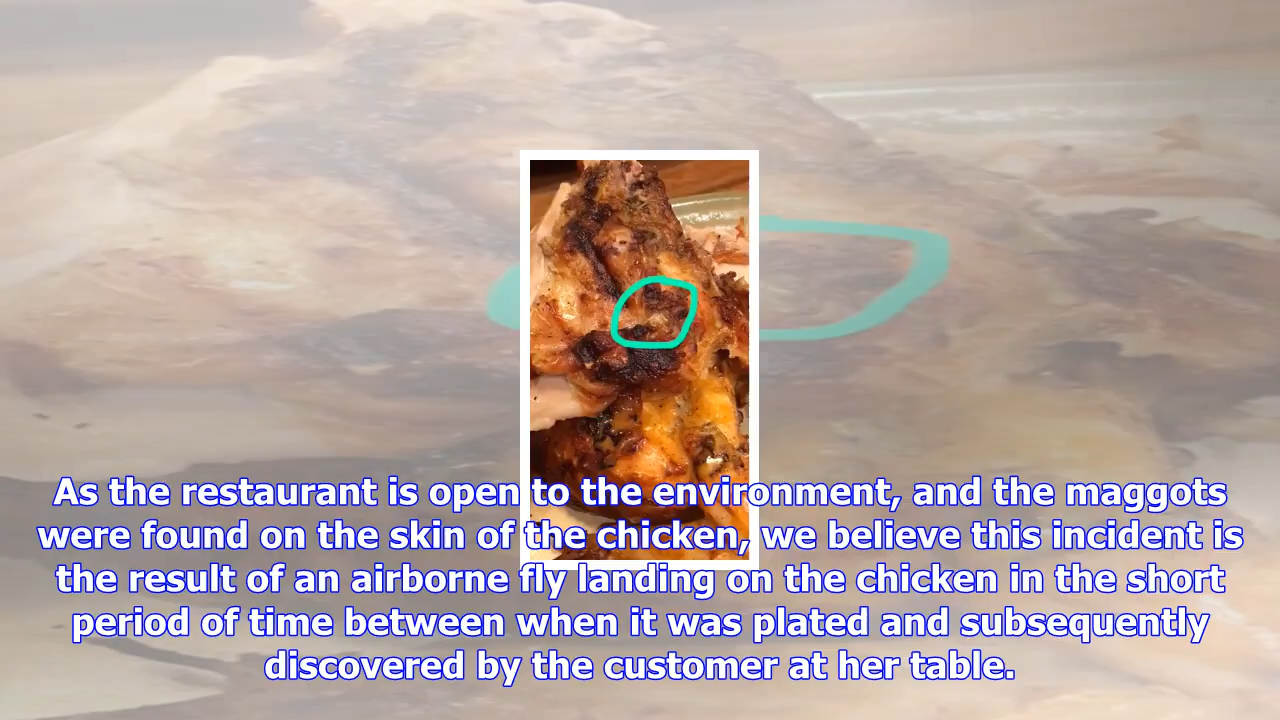 As the restaurant is open to the environment, and the maggots
were found on the skin of the chicken, we believe this incident is
the result of an airborne fly landing on the chicken in the short
period of time between when it was plated and subsequently
discovered by the customer at her table.